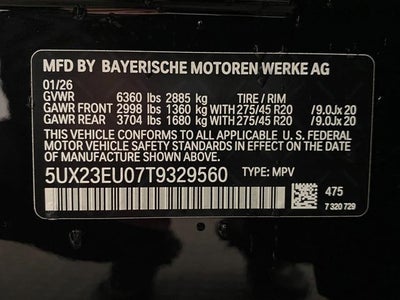 MFD BY BAYERISCHE MOTOREN WERKE AG
01/26
GVWR 6360 lbs 2885 kg TIRE / RIM
GAWR FRONT 2998 lbs 1360 kg WITH 275/45 R20 / 9.0Jx 20
GAWR REAR 3704 lbs 1680 kg WITH 275/45 R20 / 9.0Jx 20
THIS VEHICLE CONFORMS TO ALL APPLICABLE U. S. FEDERAL
MOTOR VEHICLE SAFETY STANDARDS IN EFFECT ON THE DATE
OF MANUFACTURE SHOWN ABOVE.
5UX23EU07T9329560 TYPE: MPV
475
7 320 729